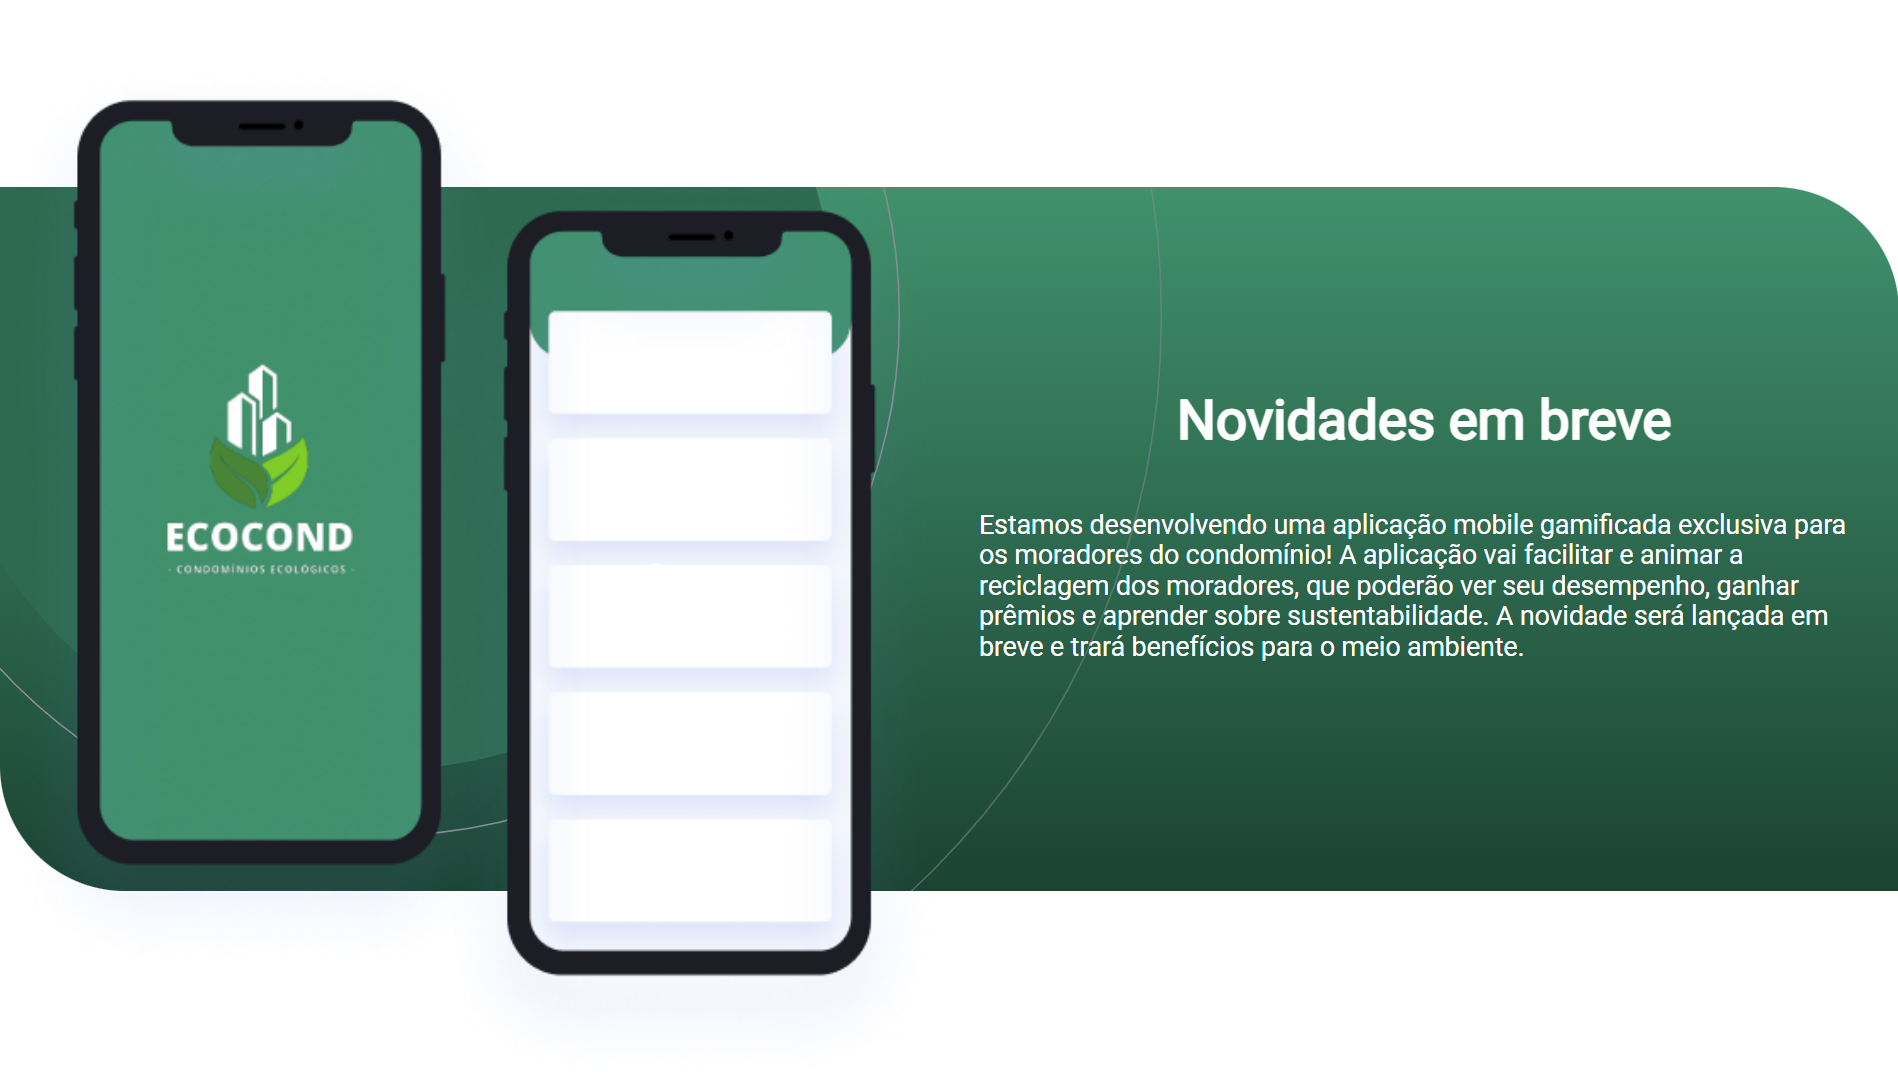 ECOCOND
· CONDOMÍNIOS ECOLÓGICOS ·
Novidades em breve
Estamos desenvolvendo uma aplicação mobile gamificada exclusiva para
os moradores do condomínio! A aplicação vai facilitar e animar a
reciclagem dos moradores, que poderão ver seu desempenho, ganhar
prêmios e aprender sobre sustentabilidade. A novidade será lançada em
breve e trará benefícios para o meio ambiente.